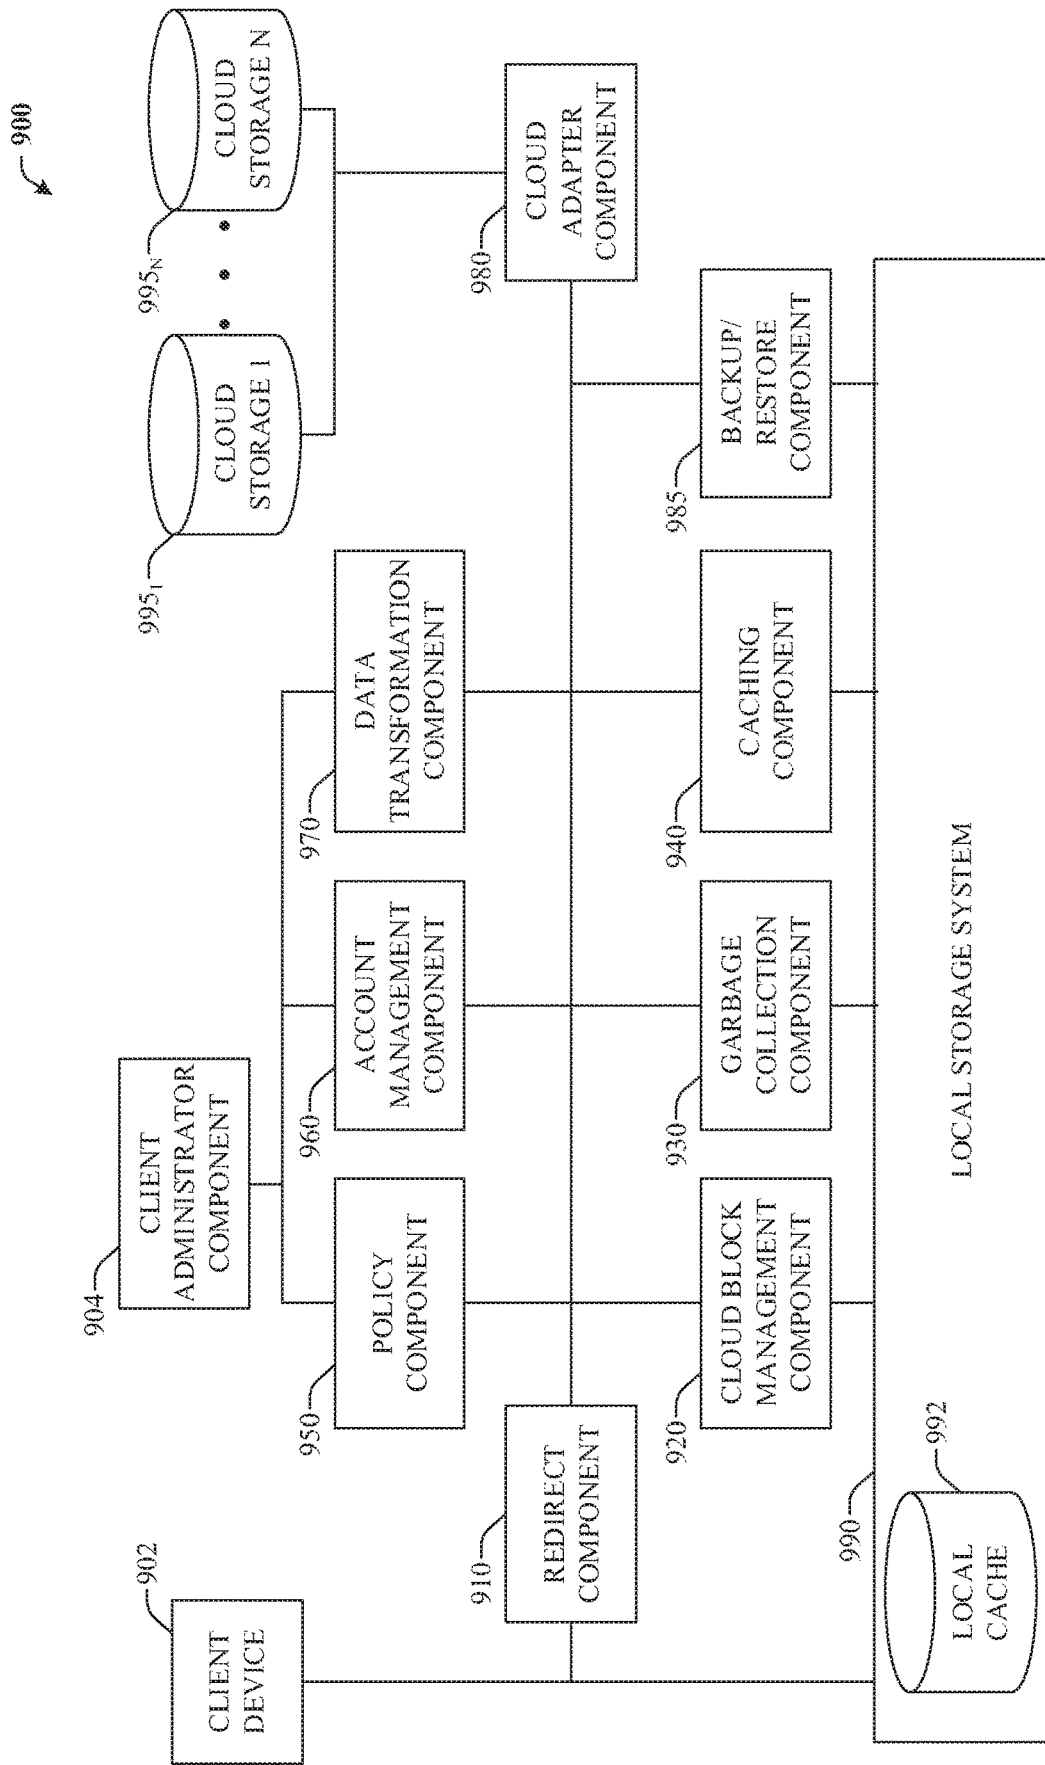 900
902
CLIENT
DEVICE
904
CLIENT
ADMINISTRATOR
COMPONENT
995₁
CLOUD
STORAGE 1
995N
CLOUD
STORAGE N
950
POLICY
COMPONENT
960
ACCOUNT
MANAGEMENT
COMPONENT
970
DATA
TRANSFORMATION
COMPONENT
910
REDIRECT
COMPONENT
980
CLOUD
ADAPTER
COMPONENT
920
CLOUD BLOCK
MANAGEMENT
COMPONENT
930
GARBAGE
COLLECTION
COMPONENT
940
CACHING
COMPONENT
985
BACKUP/
RESTORE
COMPONENT
990
992
LOCAL
CACHE
LOCAL STORAGE SYSTEM